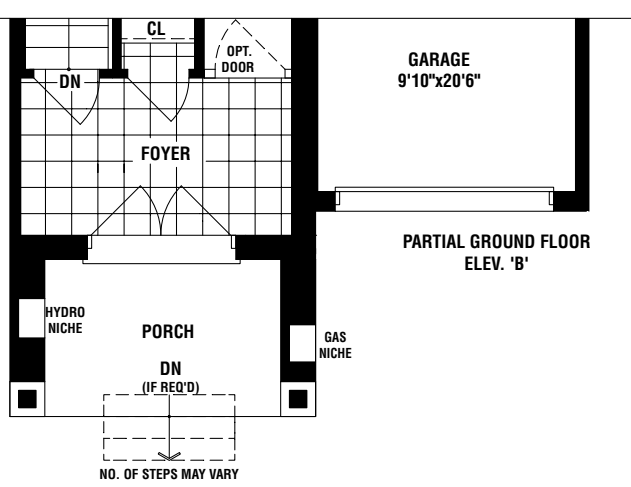 CL
OPT.
DOOR
DN
GARAGE
9'10"x20'6"
FOYER
PARTIAL GROUND FLOOR
ELEV. 'B'
HYDRO
NICHE
PORCH
GAS
NICHE
DN
(IF REQ'D)
NO. OF STEPS MAY VARY